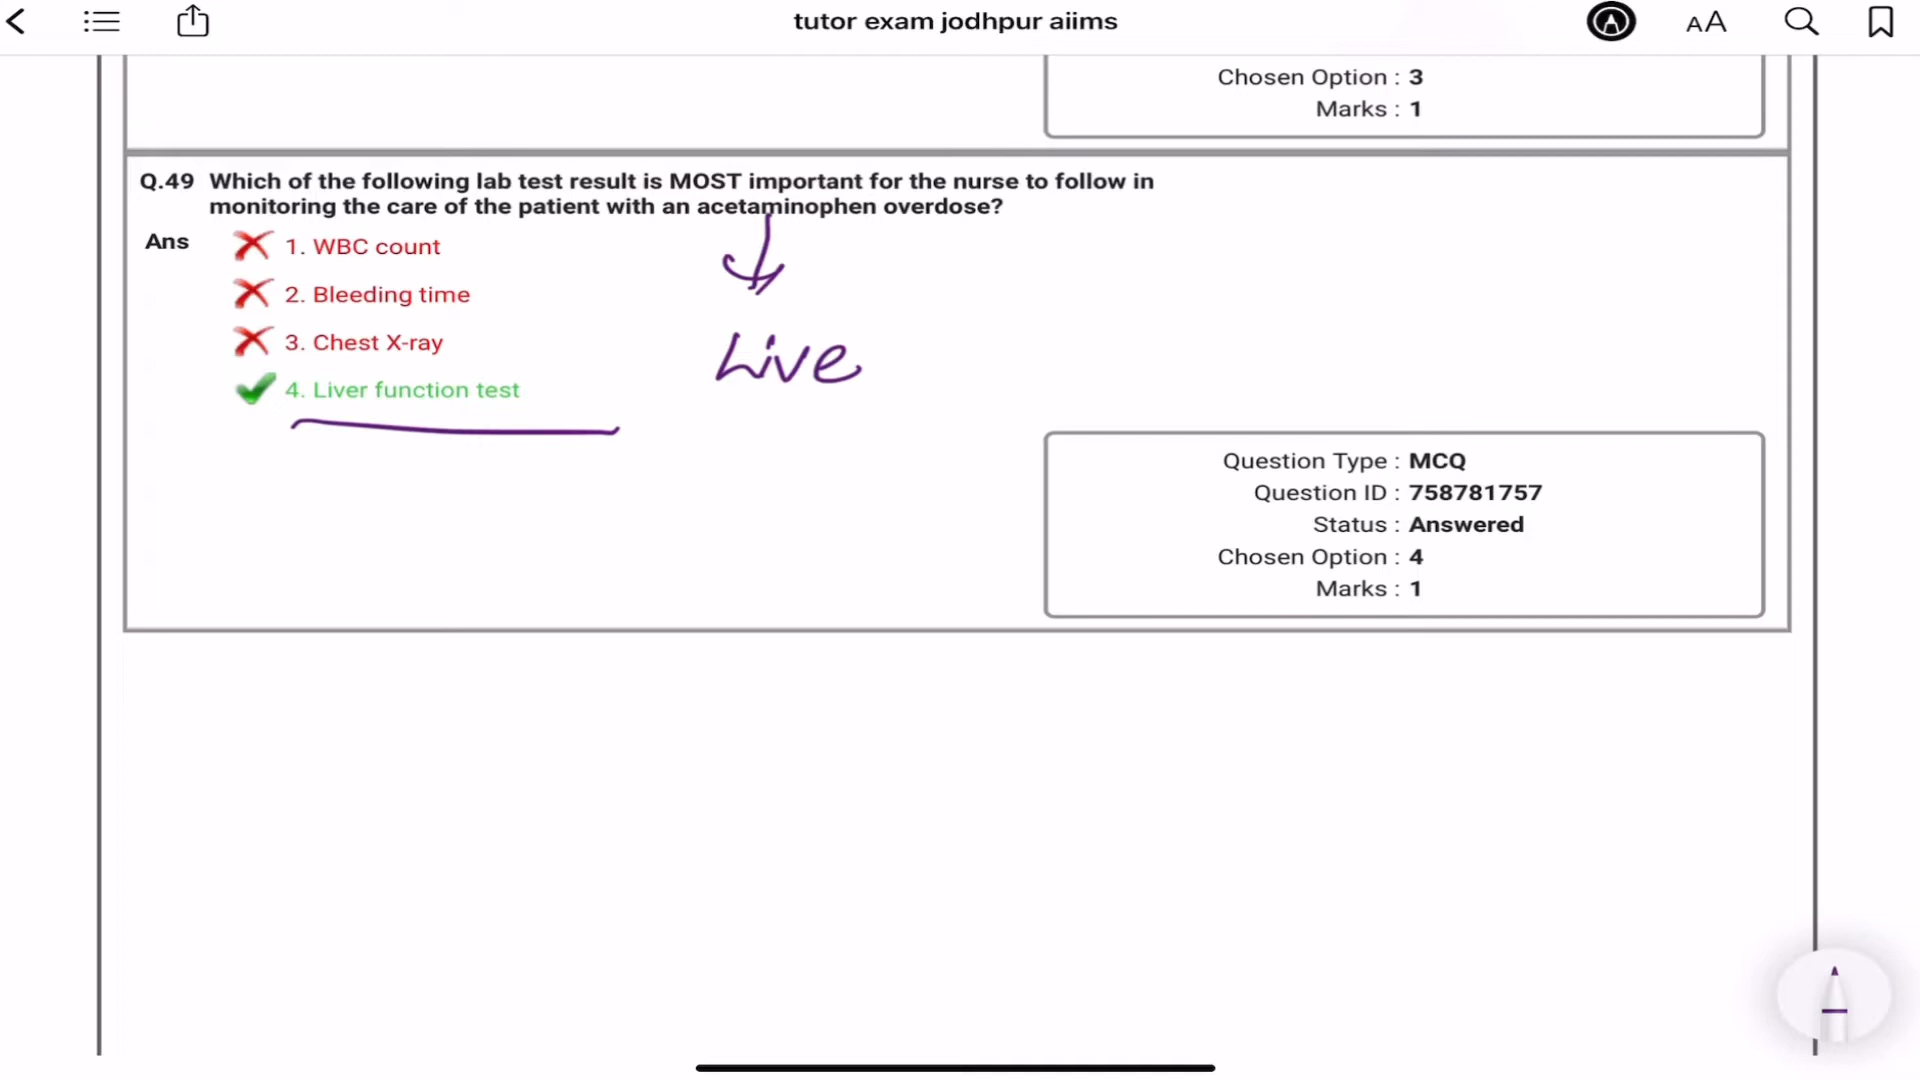 tutor exam jodhpur aiims
AA
Chosen Option : 3
Marks : 1
Q.49 Which of the following lab test result is MOST important for the nurse to follow in
monitoring the care of the patient with an acetaminophen overdose?
Ans
1. WBC count
2. Bleeding time
3. Chest X-ray
4. Liver function test
Live
Question Type : MCQ
Question ID : 758781757
Status : Answered
Chosen Option : 4
Marks : 1